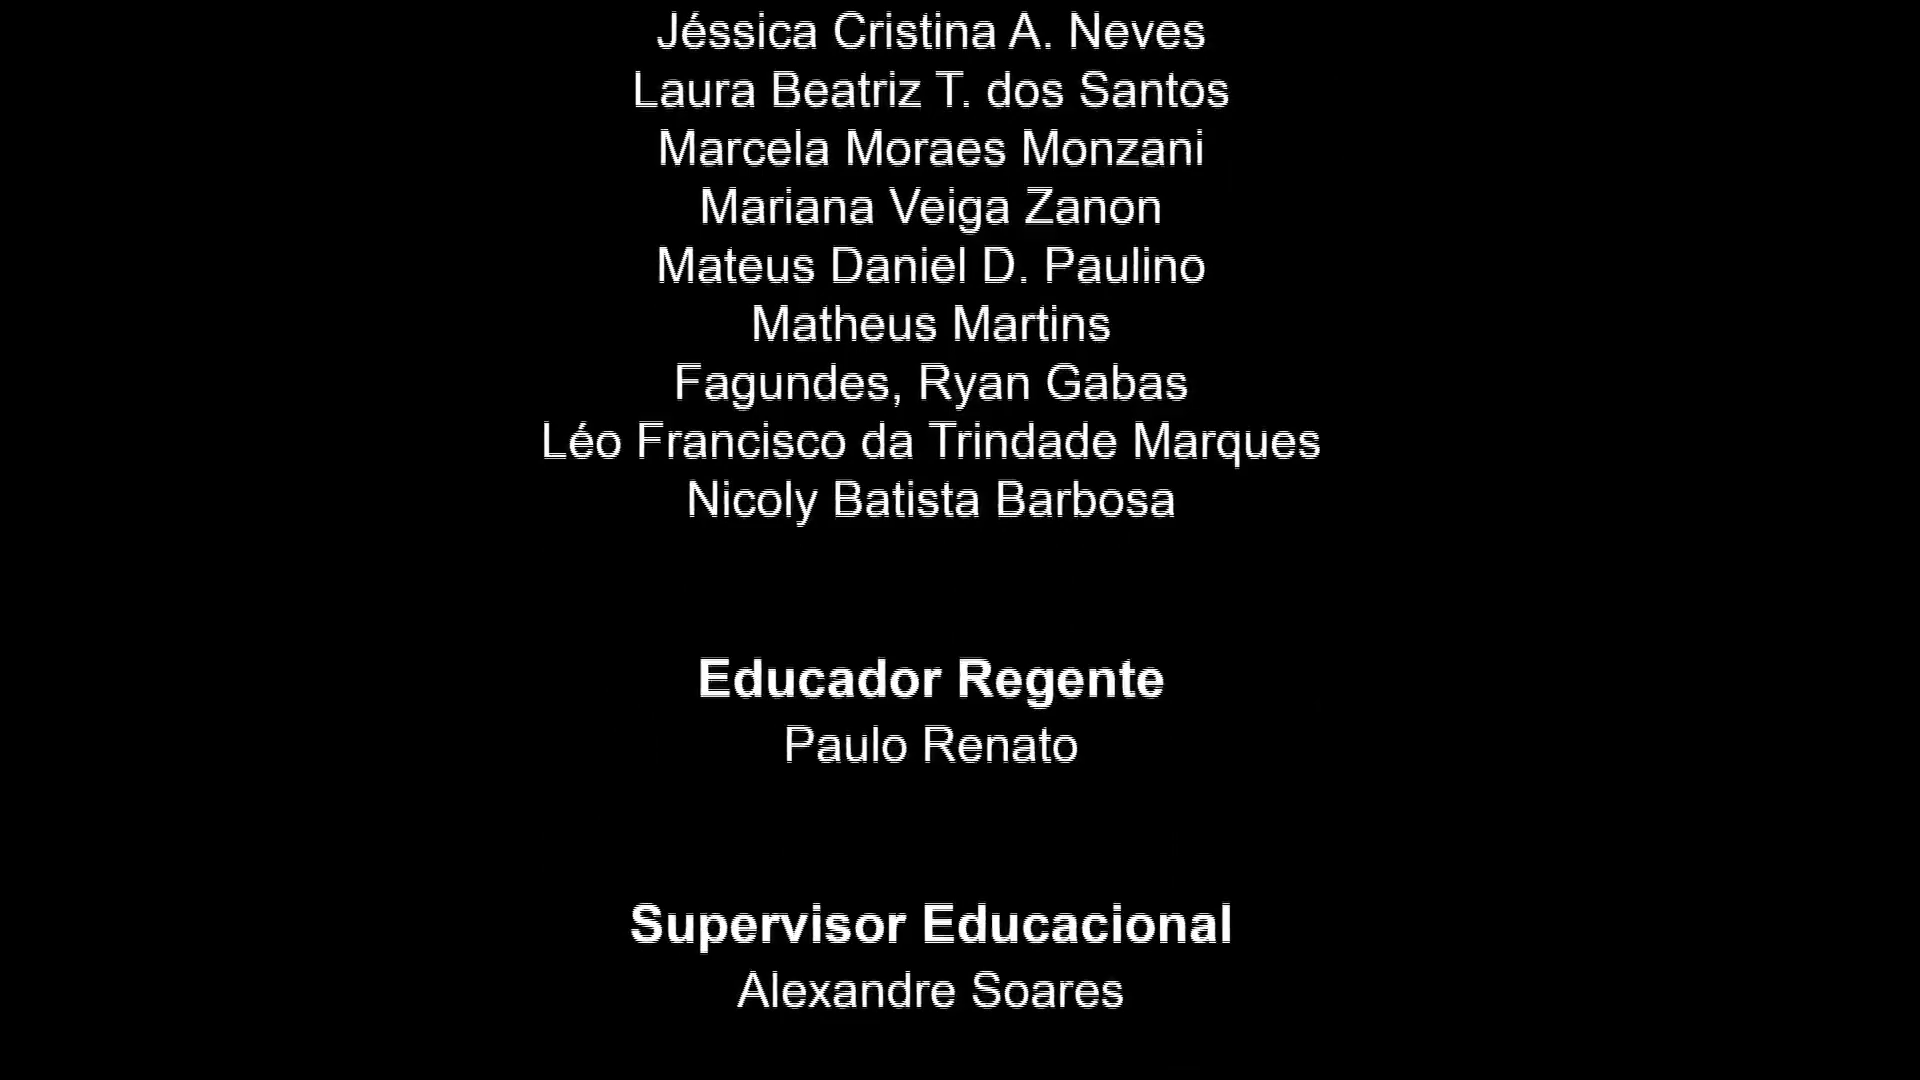 Jéssica Cristina A. Neves
Laura Beatriz T. dos Santos
Marcela Moraes Monzani
Mariana Veiga Zanon
Mateus Daniel D. Paulino
Matheus Martins
Fagundes, Ryan Gabas
Léo Francisco da Trindade Marques
Nicoly Batista Barbosa
Educador Regente
Paulo Renato
Supervisor Educacional
Alexandre Soares